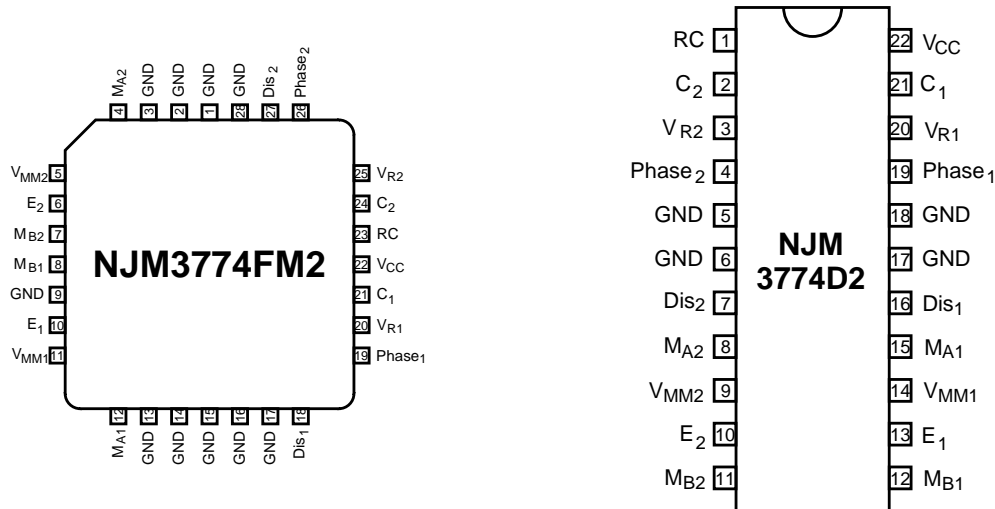 MA2 GND GND GND GND Dis2 Phase2
4 3 2 1 28 27 26
VMM2 5
E2 6
MB2 7
MB1 8
GND 9
E1 10
VMM1 11
NJM3774FM2
25 VR2
24 C2
23 RC
22 VCC
21 C1
20 VR1
19 Phase1
12 13 14 15 16 17 18
MA1 GND GND GND GND GND Dis1
RC 1
C2 2
VR2 3
Phase2 4
GND 5
GND 6
Dis2 7
MA2 8
VMM2 9
E2 10
MB2 11
NJM
3774D2
22 VCC
21 C1
20 VR1
19 Phase1
18 GND
17 GND
16 Dis1
15 MA1
14 VMM1
13 E1
12 MB1